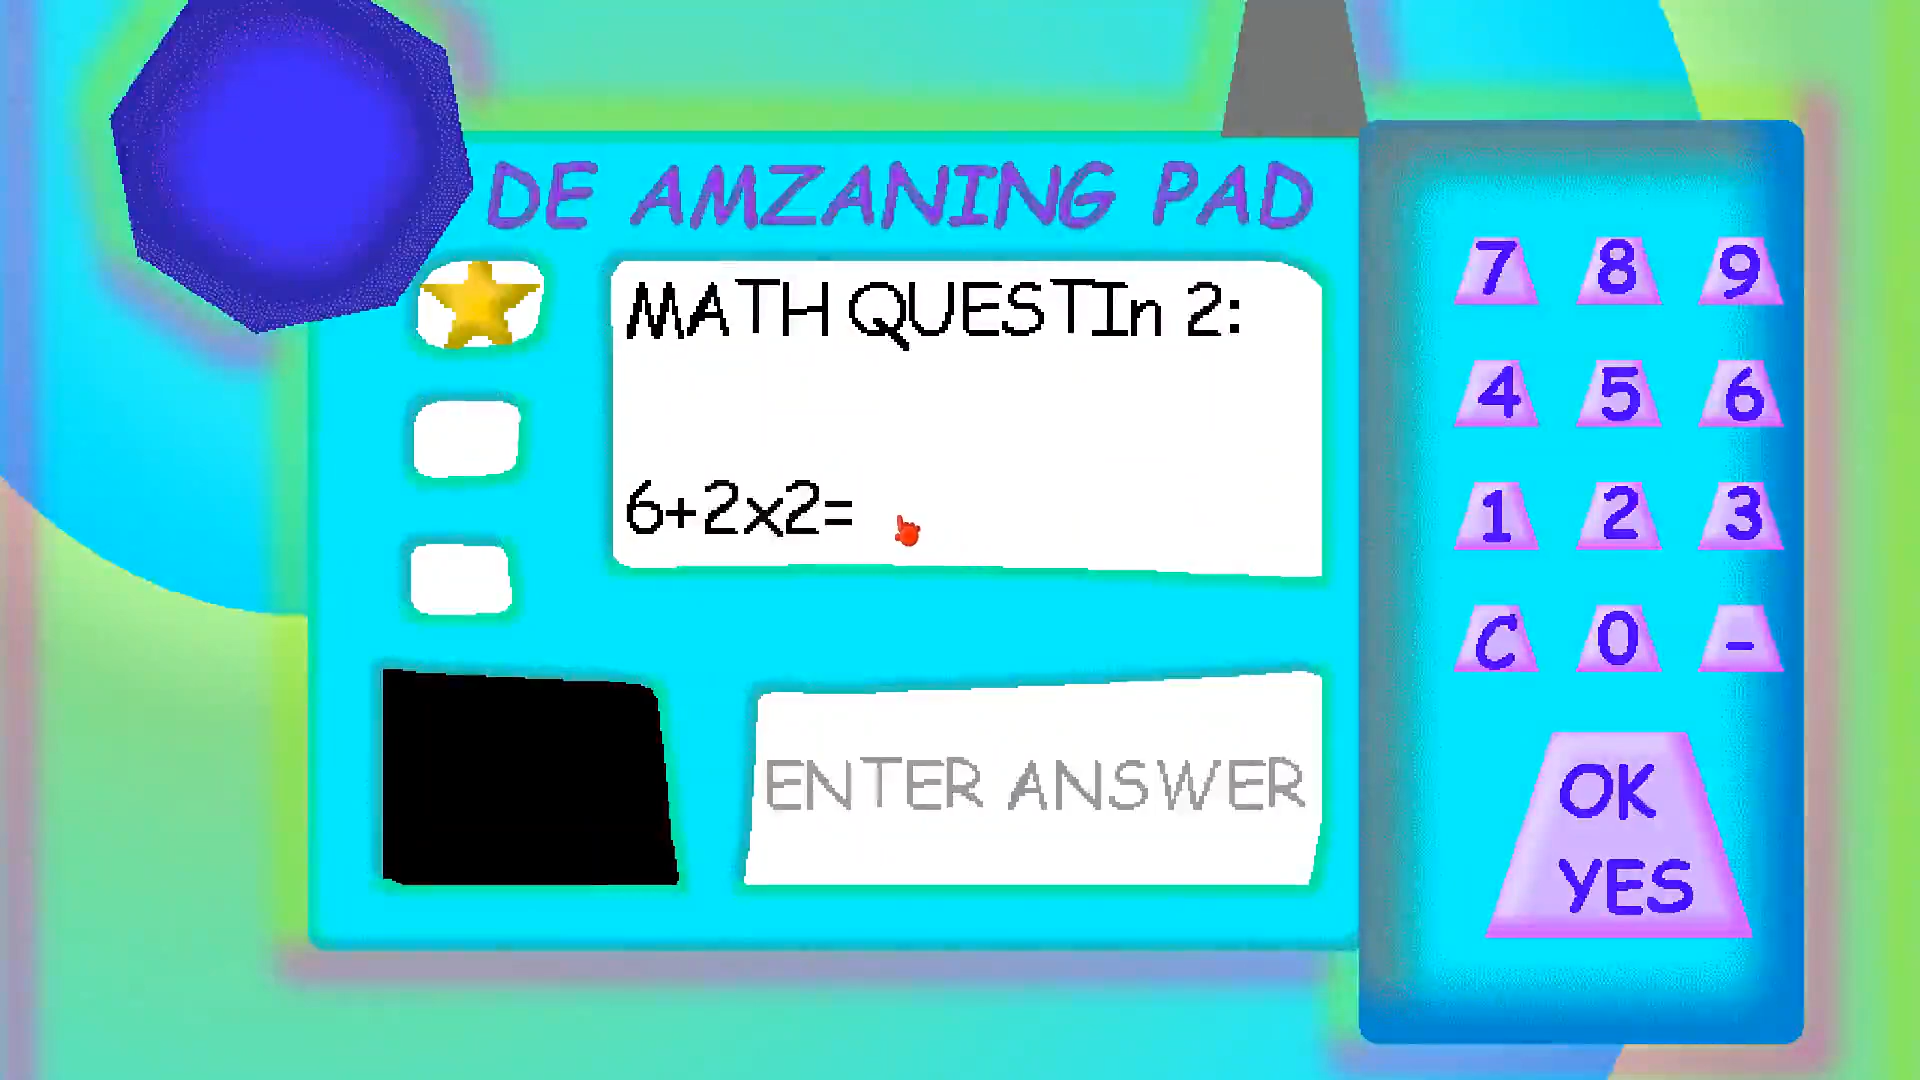 DE AMZANING PAD
MATH QUESTIn 2:
6+2x2=
ENTER ANSWER
7 8 9
4 5 6
1 2 3
C 0 -
OK
YES